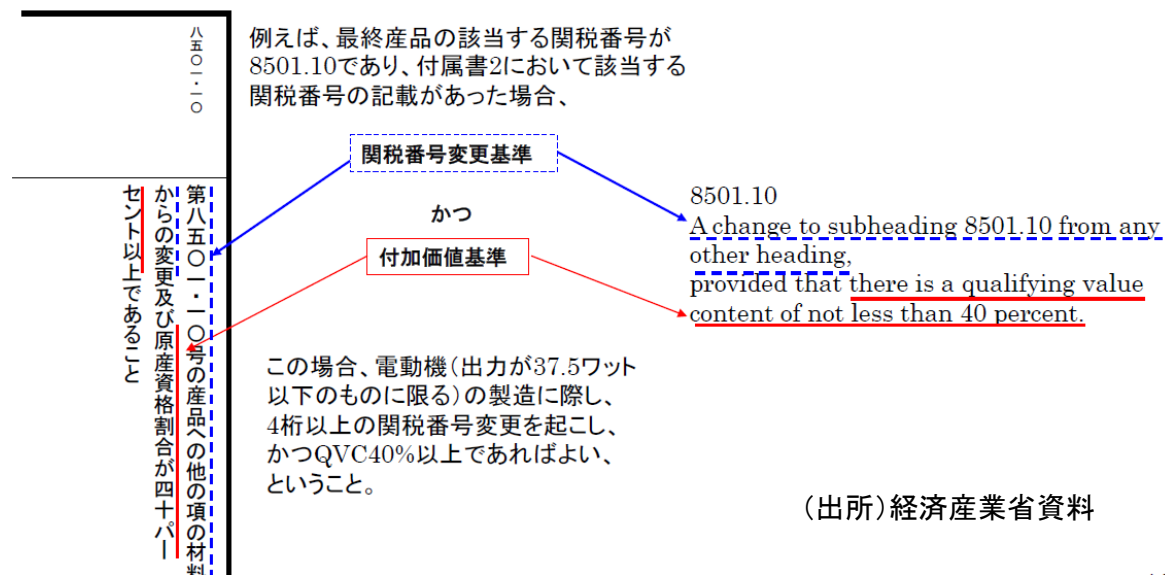 八五〇一・一〇
第八五〇一・一〇号の産品への他の項の材料
からの変更及び原産資格割合が四十パー
セント以上であること
例えば、最終産品の該当する関税番号が
8501.10であり、付属書2において該当する
関税番号の記載があった場合、
関税番号変更基準
かつ
付加価値基準
8501.10
A change to subheading 8501.10 from any
other heading,
provided that there is a qualifying value
content of not less than 40 percent.
この場合、電動機（出力が37.5ワット
以下のものに限る）の製造に際し、
4桁以上の関税番号変更を起こし、
かつQVC40%以上であればよい、
ということ。
（出所）経済産業省資料